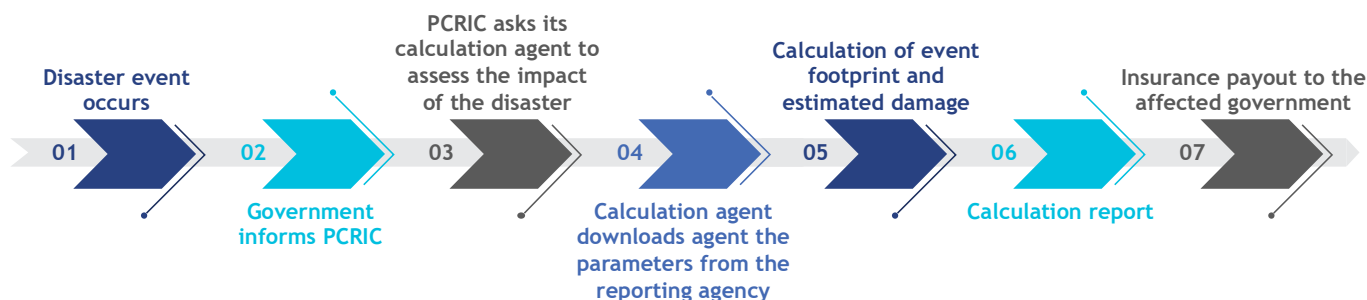 01
Disaster event
occurs
02
Government
informs PCRIC
03
PCRIC asks its
calculation agent to
assess the impact
of the disaster
04
Calculation agent
downloads agent the
parameters from the
reporting agency
05
Calculation of event
footprint and
estimated damage
06
Calculation report
07
Insurance payout to the
affected government